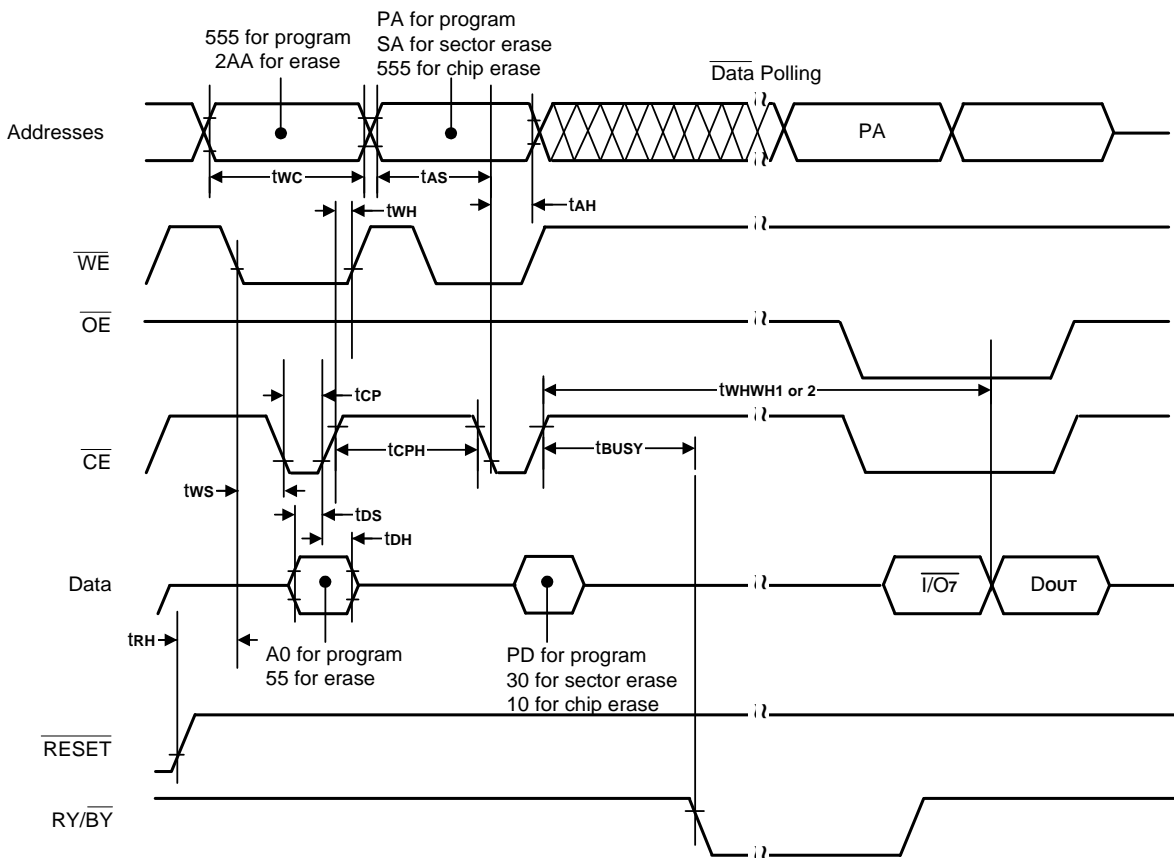 555 for program
2AA for erase
PA for program
SA for sector erase
555 for chip erase
Data Polling
Addresses
PA
tWC
tAS
tAH
tWH
WE
OE
tWHWH1 or 2
tCP
tCPH
tBUSY
CE
tWS
tDS
tDH
Data
I/O7
DOUT
tRH
A0 for program
55 for erase
PD for program
30 for sector erase
10 for chip erase
RESET
RY/BY